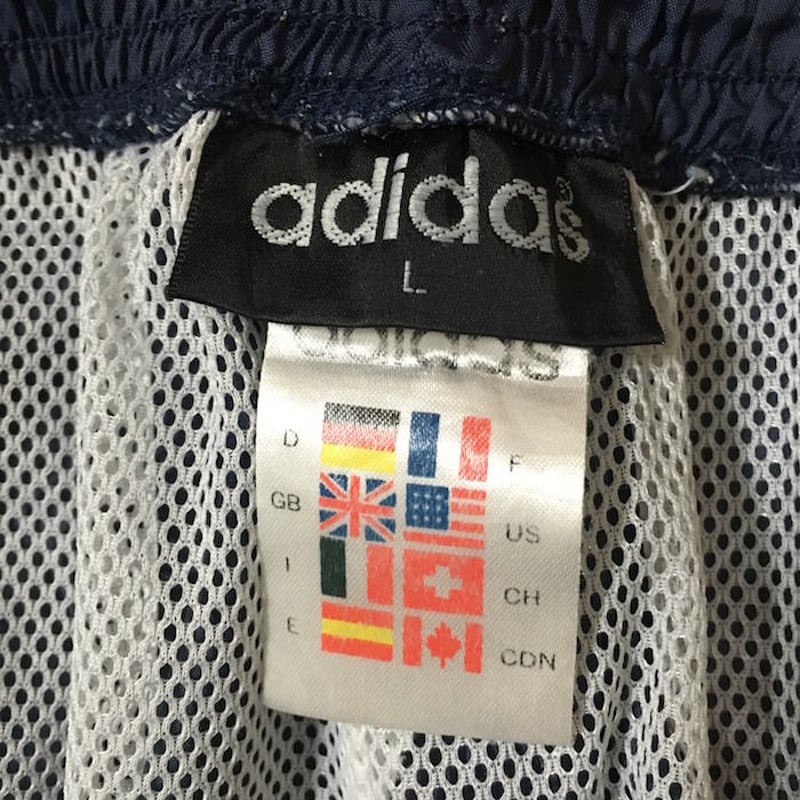 adidas
L
adidas
D F
GB US
I CH
E CDN